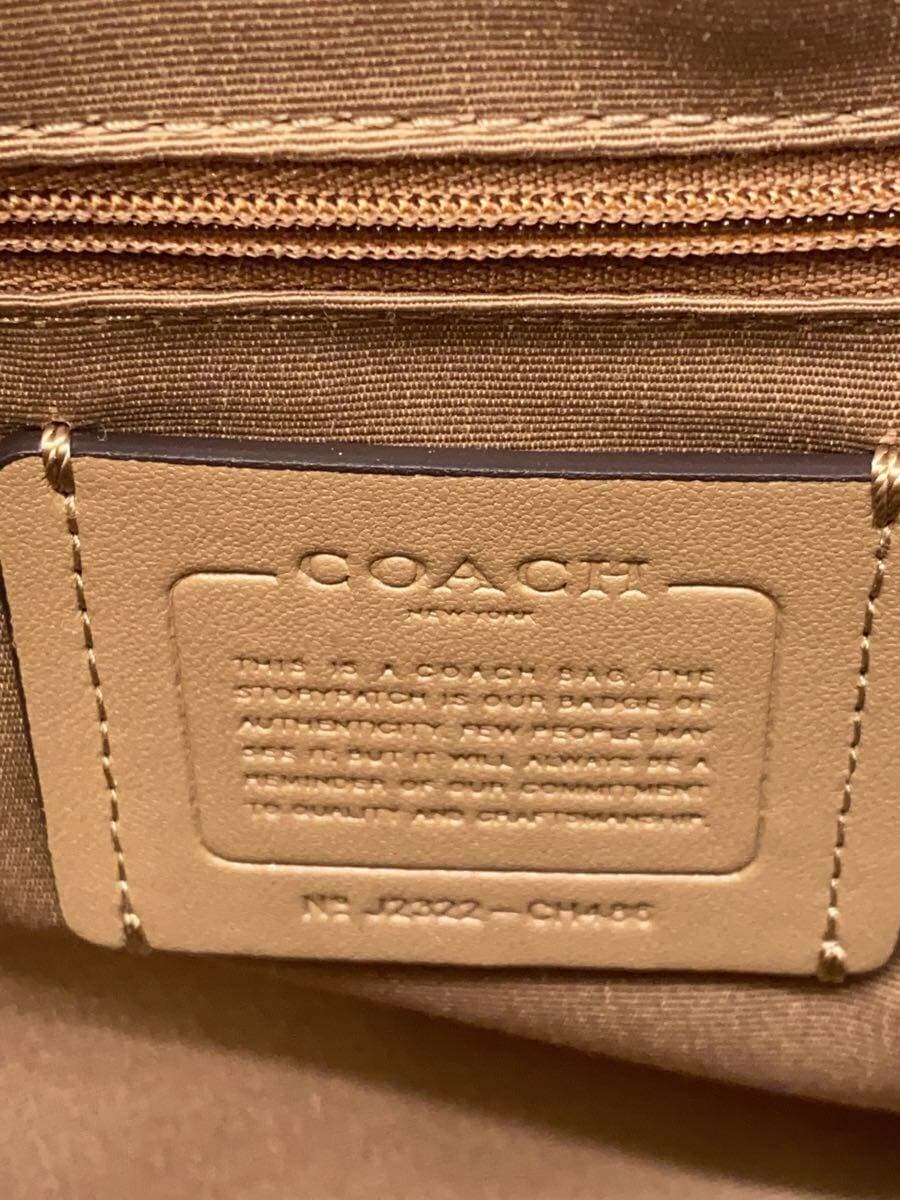 COACH
NEW YORK
THIS IS A COACH BAG. THE
STORYPATCH IS OUR BADGE OF
AUTHENTICITY. FEW PEOPLE MAY
SEE IT, BUT IT WILL ALWAYS BE A
REMINDER OF OUR COMMITMENT
TO QUALITY AND CRAFTSMANSHIP.
Nº J2322-CH486